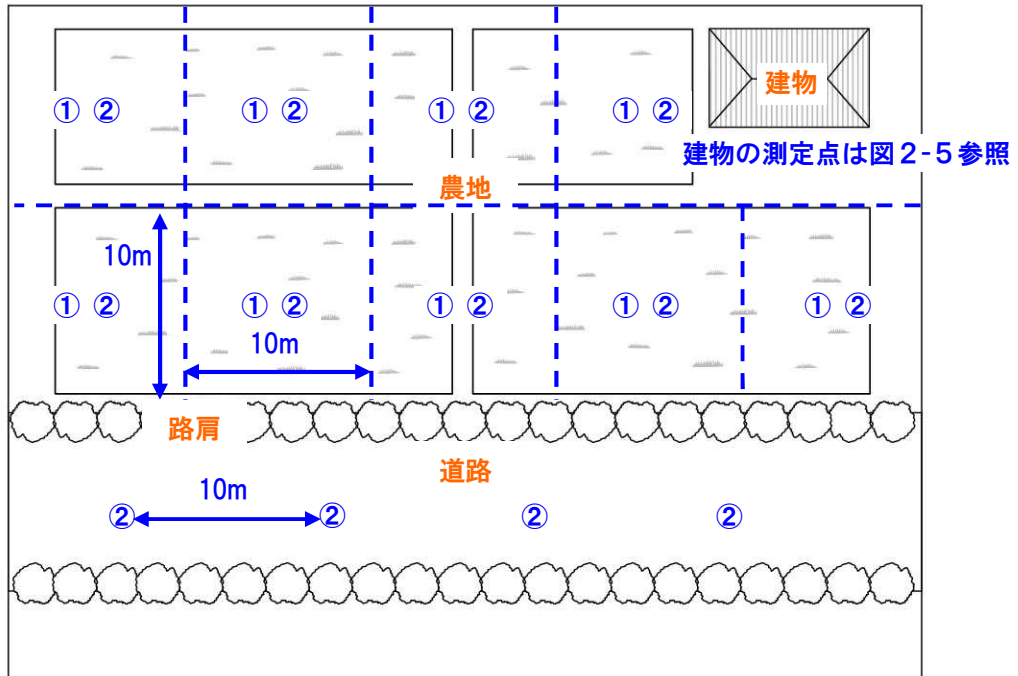 建物
① ② ① ② ① ② ① ②
建物の測定点は図2-5参照
農地
10m
① ② ① ② ① ② ① ② ① ②
10m
路肩
道路
10m
② ② ② ②